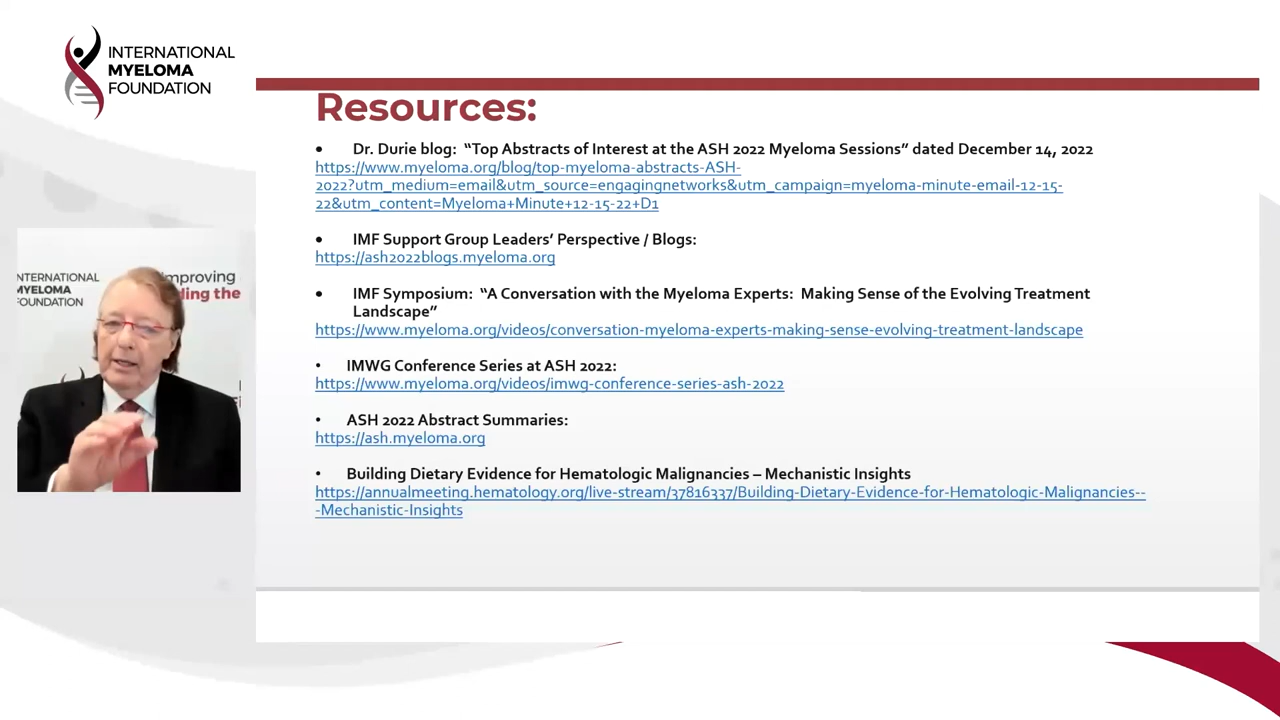 INTERNATIONAL
MYELOMA
FOUNDATION
Resources:
• Dr. Durie blog: “Top Abstracts of Interest at the ASH 2022 Myeloma Sessions” dated December 14, 2022
https://www.myeloma.org/blog/top-myeloma-abstracts-ASH-
2022?utm_medium=email&utm_source=engagingnetworks&utm_campaign=myeloma-minute-email-12-15-
22&utm_content=Myeloma+Minute+12-15-22+D1
• IMF Support Group Leaders’ Perspective / Blogs:
https://ash2022blogs.myeloma.org
• IMF Symposium: “A Conversation with the Myeloma Experts: Making Sense of the Evolving Treatment
Landscape”
https://www.myeloma.org/videos/conversation-myeloma-experts-making-sense-evolving-treatment-landscape
• IMWG Conference Series at ASH 2022:
https://www.myeloma.org/videos/imwg-conference-series-ash-2022
• ASH 2022 Abstract Summaries:
https://ash.myeloma.org
• Building Dietary Evidence for Hematologic Malignancies – Mechanistic Insights
https://annualmeeting.hematology.org/live-stream/37816337/Building-Dietary-Evidence-for-Hematologic-Malignancies--
-Mechanistic-Insights
INTERNATIONAL
MYELOMA
FOUNDATION
improving
ding the